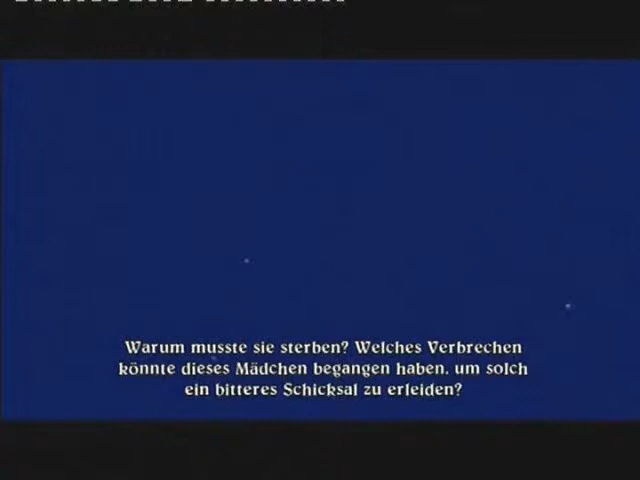 Warum musste sie sterben? Welches Verbrechen
könnte dieses Mädchen begangen haben, um solch
ein bitteres Schicksal zu erleiden?